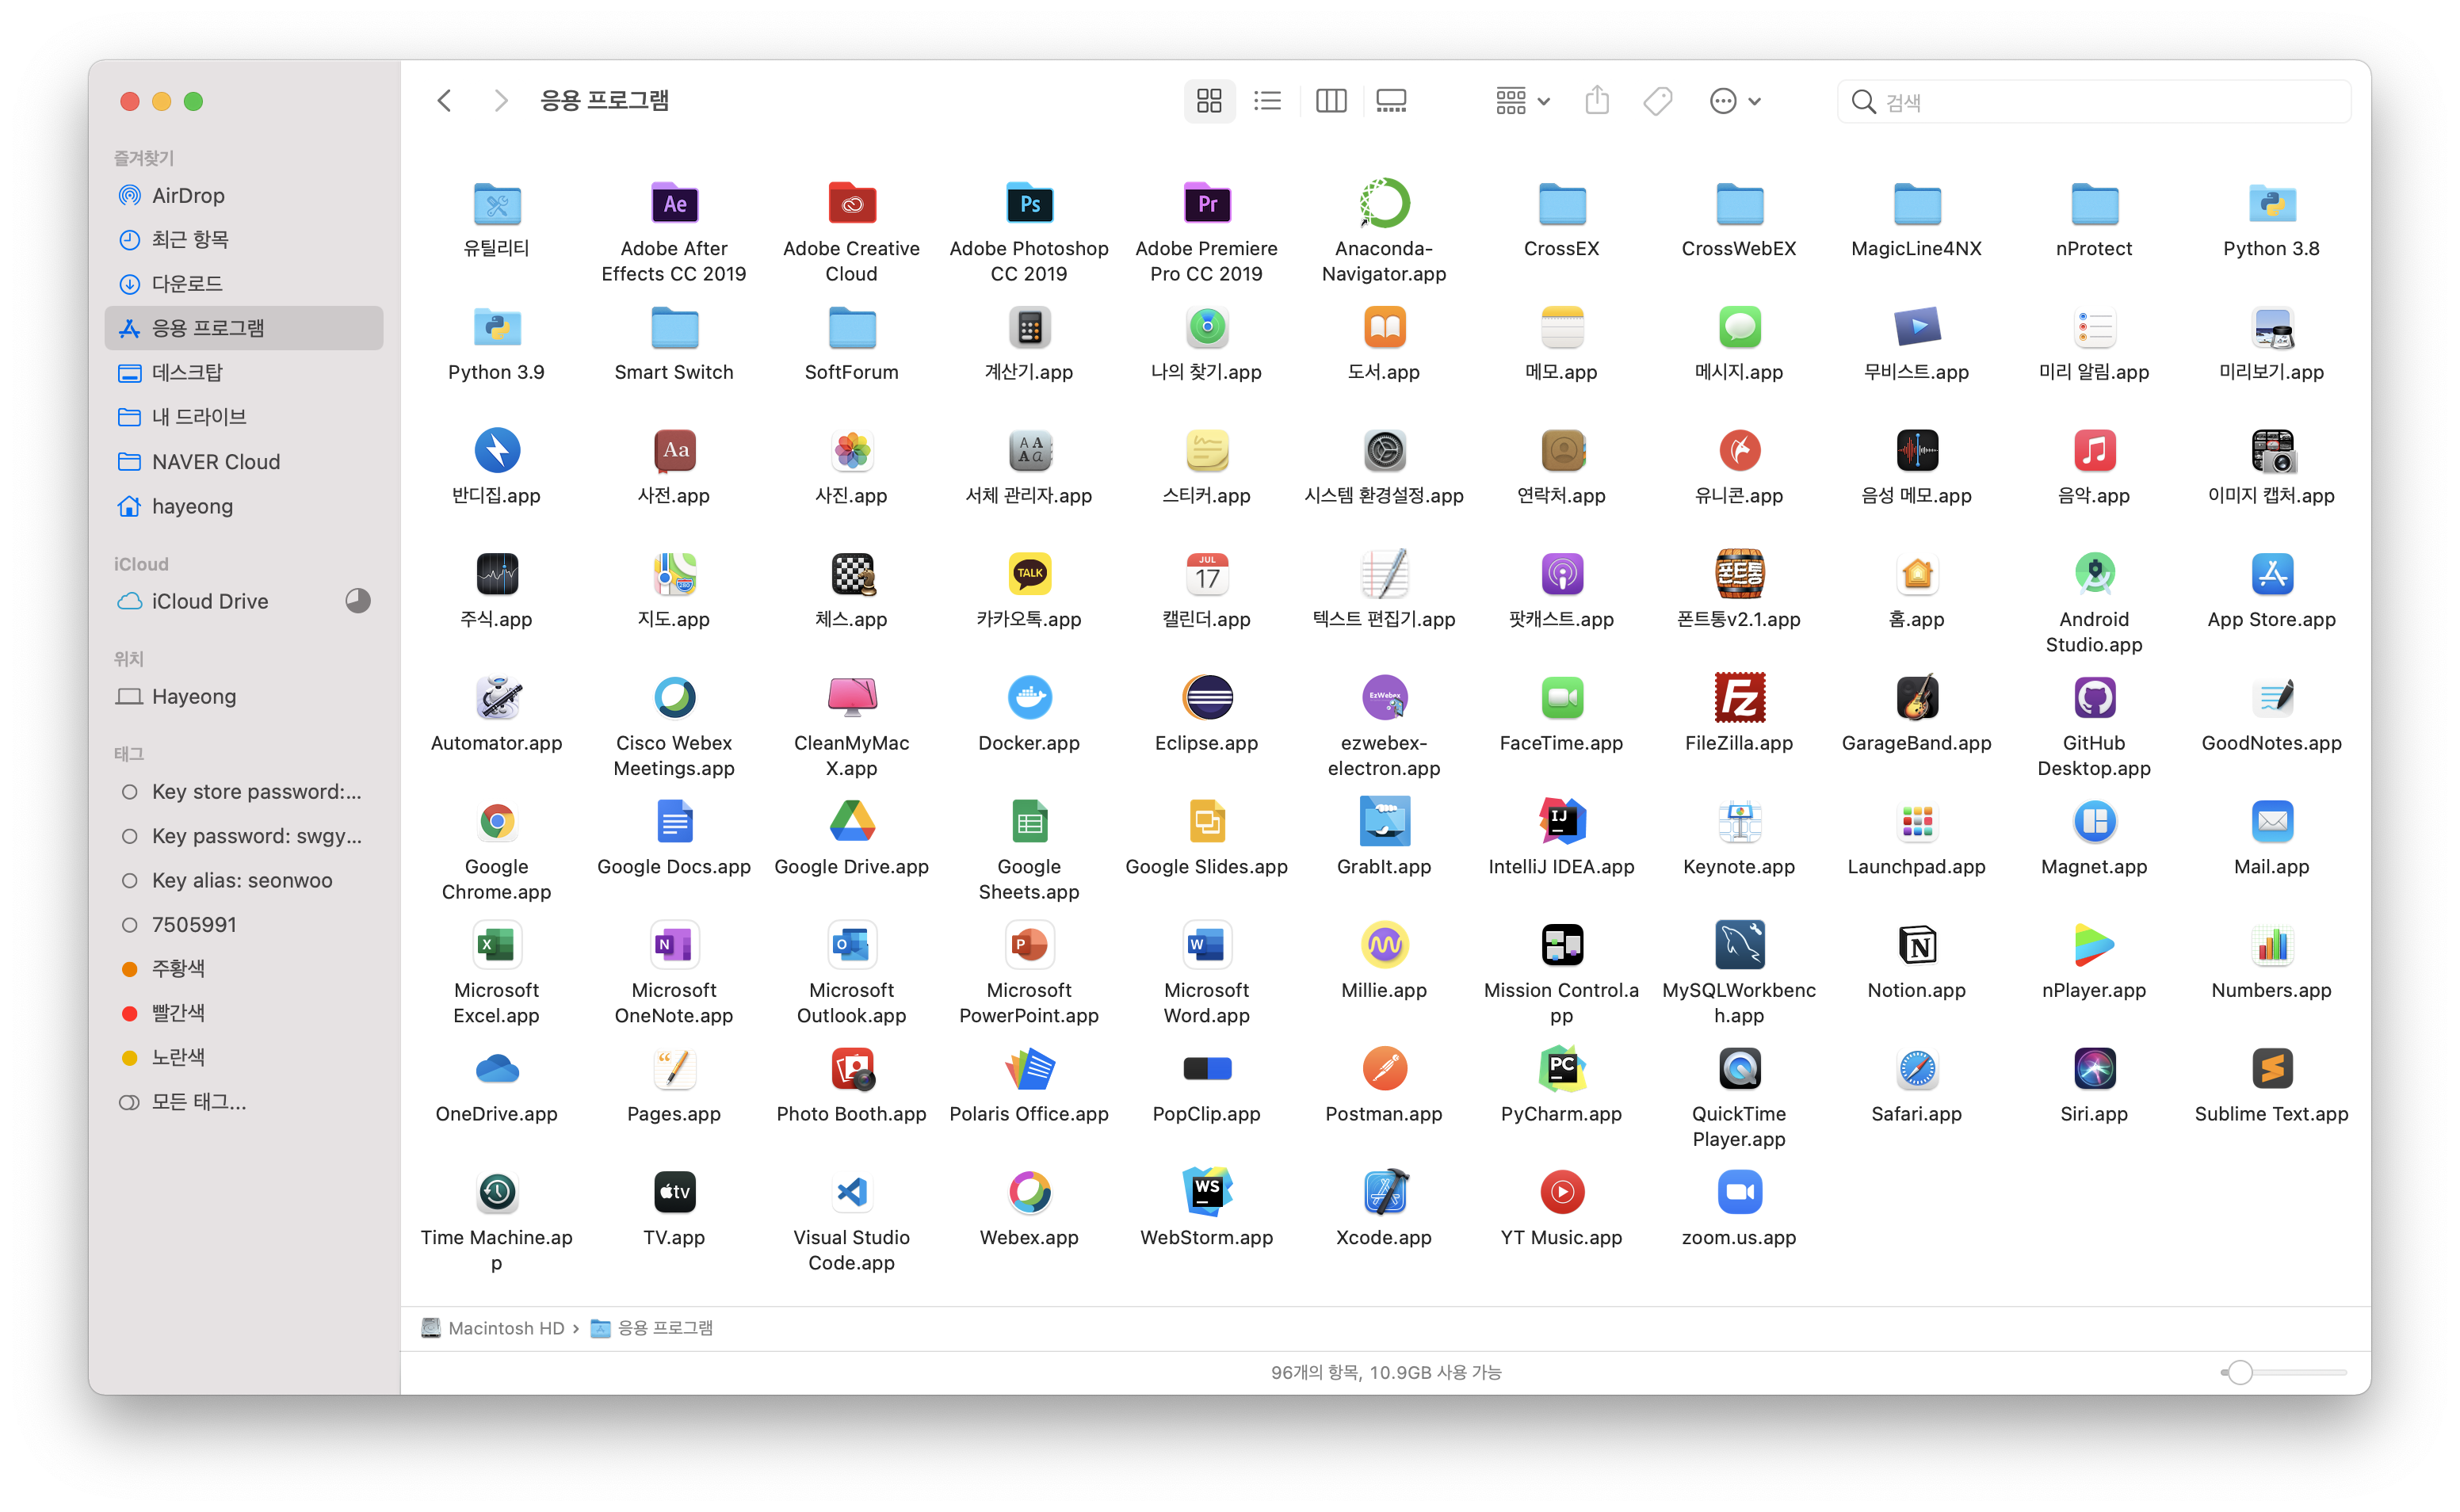 응용 프로그램
검색
즐겨찾기
AirDrop
최근 항목
다운로드
응용 프로그램
데스크탑
내 드라이브
NAVER Cloud
hayeong
iCloud
iCloud Drive
위치
Hayeong
태그
Key store password:...
Key password: swgy...
Key alias: seonwoo
7505991
주황색
빨간색
노란색
모든 태그...
유틸리티
Ae
Adobe After
Effects CC 2019
Adobe Creative
Cloud
Ps
Adobe Photoshop
CC 2019
Pr
Adobe Premiere
Pro CC 2019
Anaconda-
Navigator.app
CrossEX
CrossWebEX
MagicLine4NX
nProtect
Python 3.8
Python 3.9
Smart Switch
SoftForum
계산기.app
나의 찾기.app
도서.app
메모.app
메시지.app
무비스트.app
미리 알림.app
미리보기.app
반디집.app
Aa
사전.app
사진.app
A A
A a
서체 관리자.app
스티커.app
시스템 환경설정.app
연락처.app
유니콘.app
음성 메모.app
음악.app
이미지 캡처.app
주식.app
지도.app
체스.app
TALK
카카오톡.app
JUL
17
캘린더.app
텍스트 편집기.app
팟캐스트.app
폰트통
폰트통v2.1.app
홈.app
Android
Studio.app
App Store.app
Automator.app
Cisco Webex
Meetings.app
CleanMyMac
X.app
Docker.app
Eclipse.app
EzWebex
ezwebex-
electron.app
FaceTime.app
Fz
FileZilla.app
GarageBand.app
GitHub
Desktop.app
GoodNotes.app
Google
Chrome.app
Google Docs.app
Google Drive.app
Google
Sheets.app
Google Slides.app
GrabIt.app
IJ
IntelliJ IDEA.app
Keynote.app
Launchpad.app
Magnet.app
Mail.app
X
Microsoft
Excel.app
N
Microsoft
OneNote.app
O
Microsoft
Outlook.app
P
Microsoft
PowerPoint.app
W
Microsoft
Word.app
Millie.app
Mission Control.a
pp
MySQLWorkbenc
h.app
N
Notion.app
nPlayer.app
Numbers.app
OneDrive.app
Pages.app
Photo Booth.app
Polaris Office.app
PopClip.app
Postman.app
PC
PyCharm.app
QuickTime
Player.app
Safari.app
Siri.app
Sublime Text.app
Time Machine.ap
p
tv
TV.app
Visual Studio
Code.app
Webex.app
WS
WebStorm.app
Xcode.app
YT Music.app
zoom.us.app
Macintosh HD › 응용 프로그램
96개의 항목, 10.9GB 사용 가능